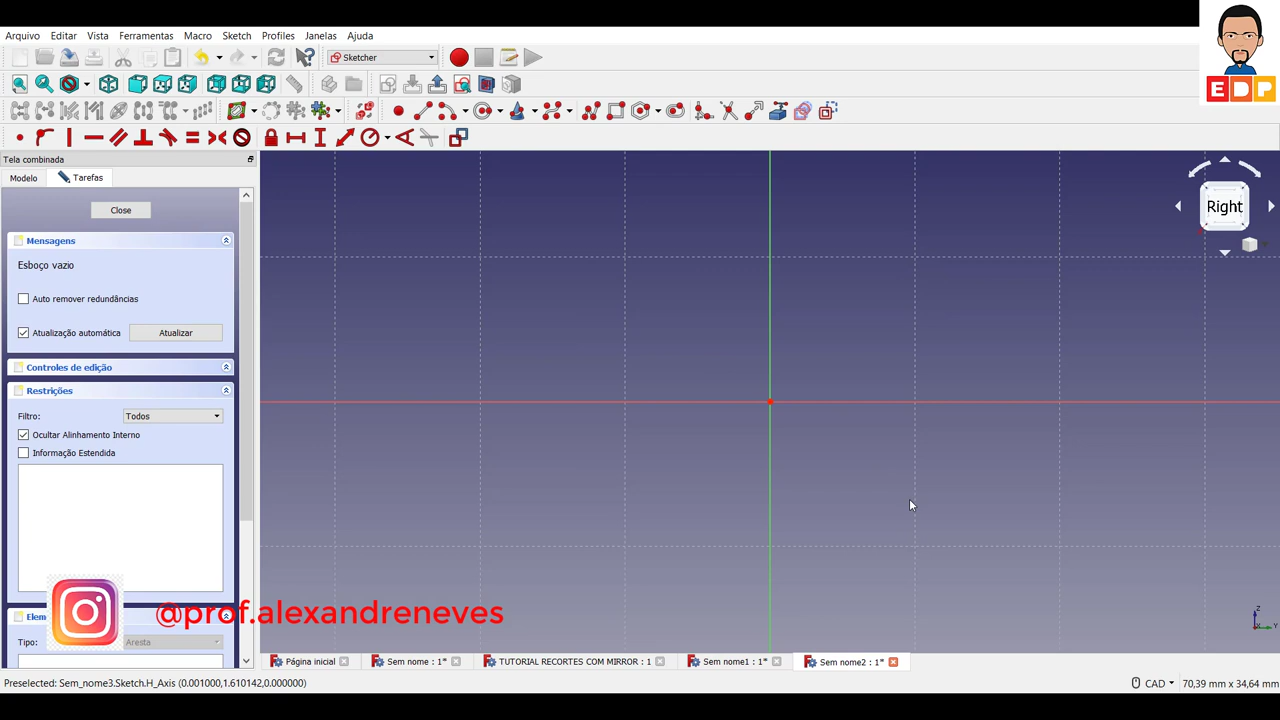 Arquivo Editar Vista Ferramentas Macro Sketch Profiles Janelas Ajuda
Sketcher
EDP
Tela combinada
Modelo Tarefas
Close
Mensagens
Esboço vazio
Auto remover redundâncias
Atualização automática Atualizar
Controles de edição
Restrições
Filtro: Todos
Ocultar Alinhamento Interno
Informação Estendida
Right
Elem
@prof.alexandreneves
Tipo: Aresta
Z
Y
Página inicial Sem nome : 1* TUTORIAL RECORTES COM MIRROR : 1 Sem nome1 : 1* Sem nome2 : 1*
Preselected: Sem_nome3.Sketch.H_Axis (0.001000,1.610142,0.000000) CAD 70,39 mm x 34,64 mm